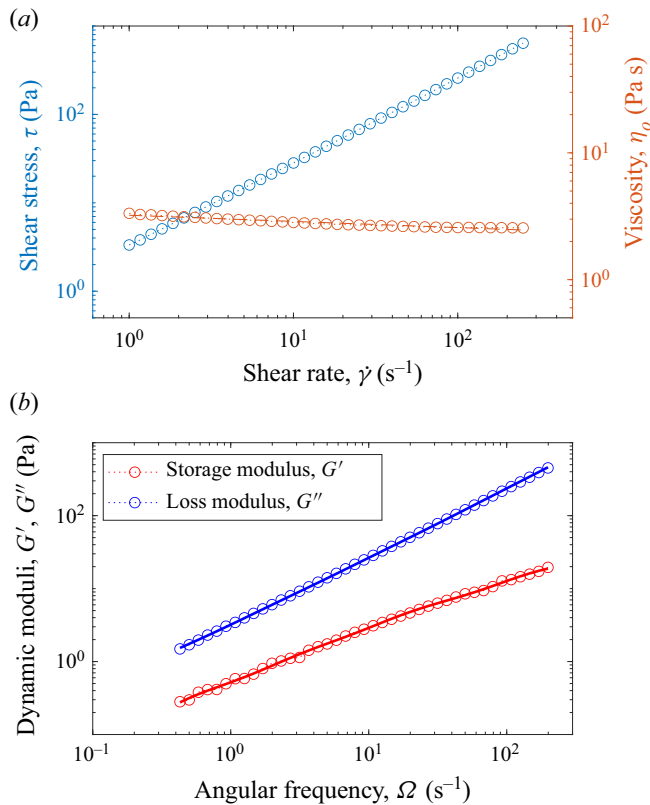 (a)
10²
10⁰
Shear stress, τ (Pa)
10²
10¹
10⁰
Viscosity, ηₒ (Pa s)
10⁰ 10¹ 10²
Shear rate, γ̇ (s⁻¹)
(b)
Storage modulus, G′
Loss modulus, G″
10²
10⁰
Dynamic moduli, G′, G″ (Pa)
10⁻¹ 10⁰ 10¹ 10²
Angular frequency, Ω (s⁻¹)